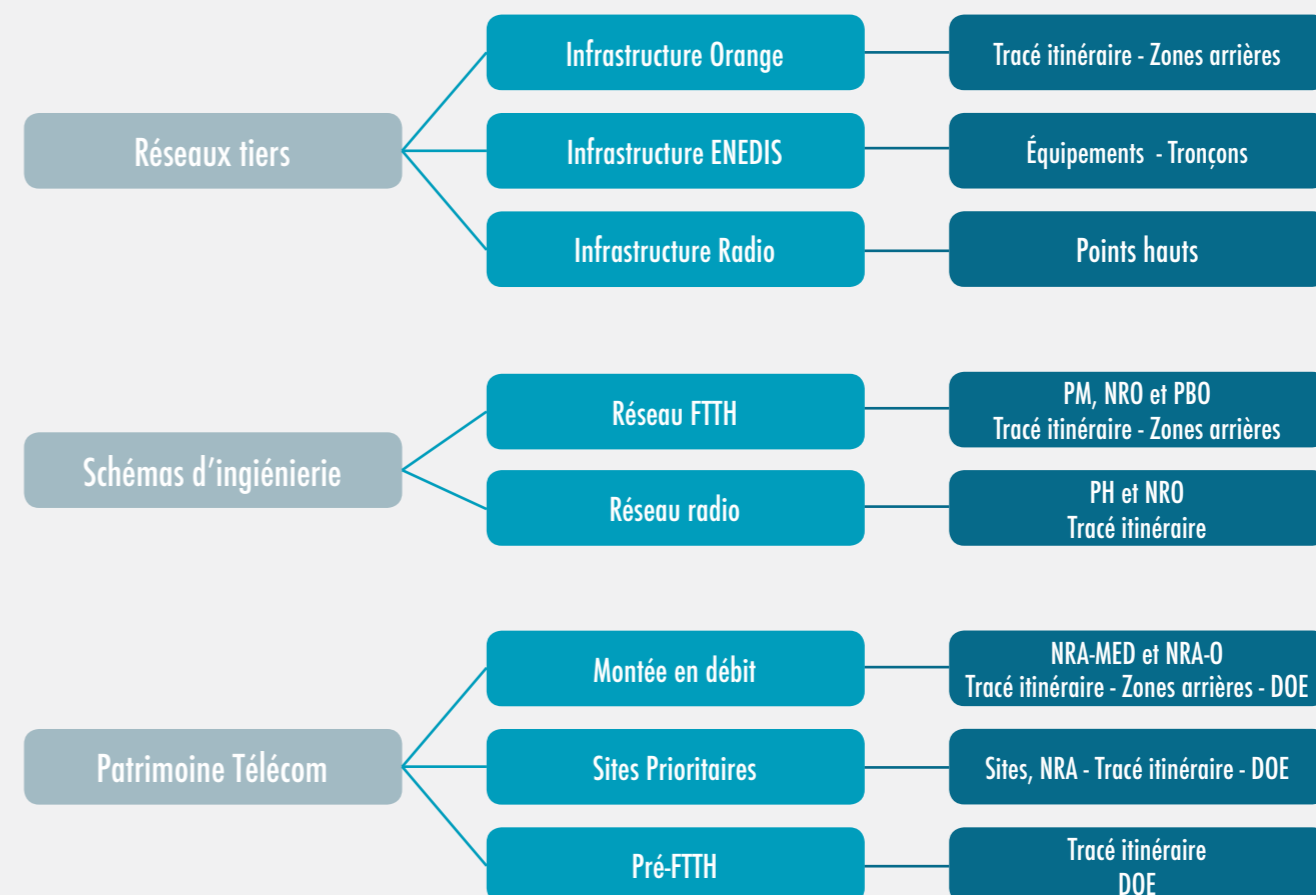 Réseaux tiers
Infrastructure Orange
Tracé itinéraire - Zones arrières
Infrastructure ENEDIS
Équipements - Tronçons
Infrastructure Radio
Points hauts
Schémas d'ingiénierie
Réseau FTTH
PM, NRO et PBO
Tracé itinéraire - Zones arrières
Réseau radio
PH et NRO
Tracé itinéraire
Patrimoine Télécom
Montée en débit
NRA-MED et NRA-O
Tracé itinéraire - Zones arrières - DOE
Sites Prioritaires
Sites, NRA - Tracé itinéraire - DOE
Pré-FTTH
Tracé itinéraire
DOE